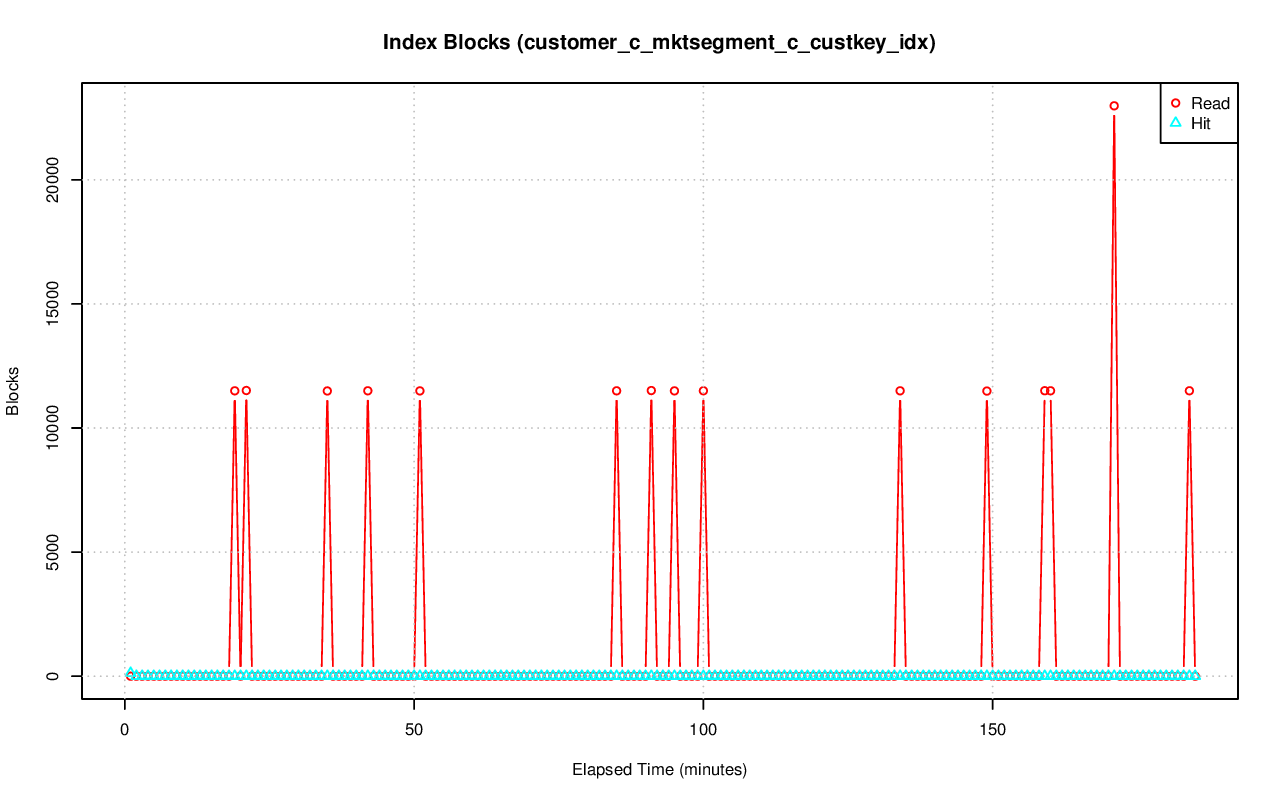 Index Blocks (customer_c_mktsegment_c_custkey_idx)
Read
Hit
Blocks
20000
15000
10000
5000
0
0 50 100 150
Elapsed Time (minutes)